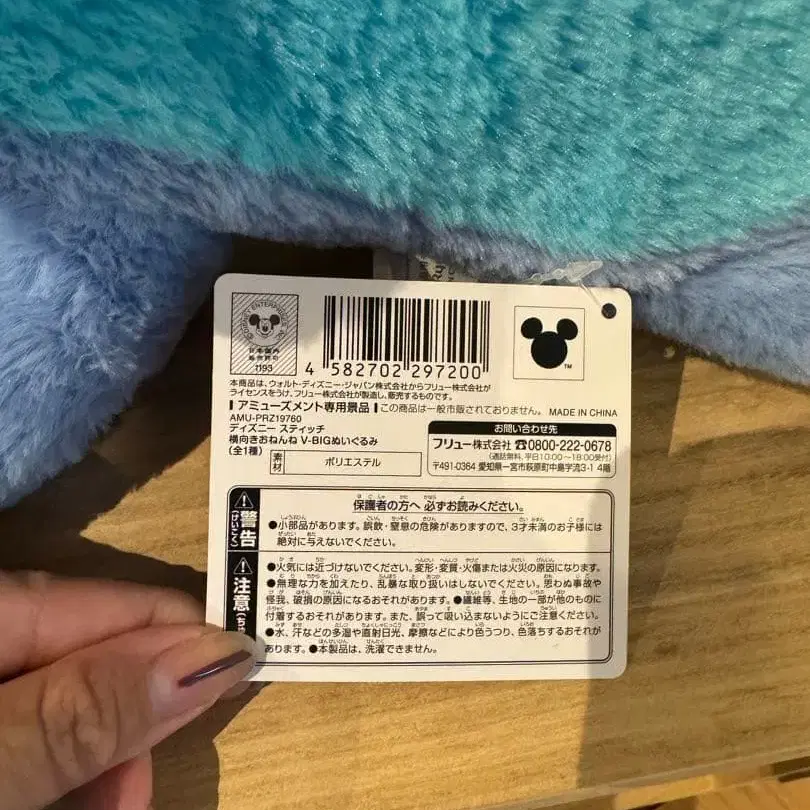 4 582702 297200
TM
本商品は、ウォルト・ディズニー・ジャパン株式会社からフリュー株式会社が
ライセンスをうけ、フリュー株式会社が製造し、販売するものです。
アミューズメント専用景品 この商品は一般市販されておりません。 MADE IN CHINA
AMU-PRZ19760
ディズニー スティッチ
横向きおねんね V-BIGぬいぐるみ
(全1種)
素材 ポリエステル
お問い合わせ先
フリュー株式会社 ☎0800-222-0678
(通話無料、平日10:00～18:00受付)
〒491-0364 愛知県一宮市萩原町中島字流3-1 4階
保護者の方へ 必ずお読みください。
警告
(けいこく)
●小部品があります。誤飲・窒息の危険がありますので、3才未満のお子様には
絶対に与えないでください。
注意
●火気には近づけないでください。変形・変質・火傷または火災の原因になります。
●無理な力を加えたり、乱暴な取り扱いはしないでください。思わぬ事故や
怪我、破損の原因になるおそれがあります。●繊維等、生地の一部が他のものに
付着するおそれがあります。また、誤って吸い込まないようにご注意ください。
●水、汗などの多湿や直射日光、摩擦などにより色うつり、色落ちするおそれが
あります。●本製品は、洗濯できません。